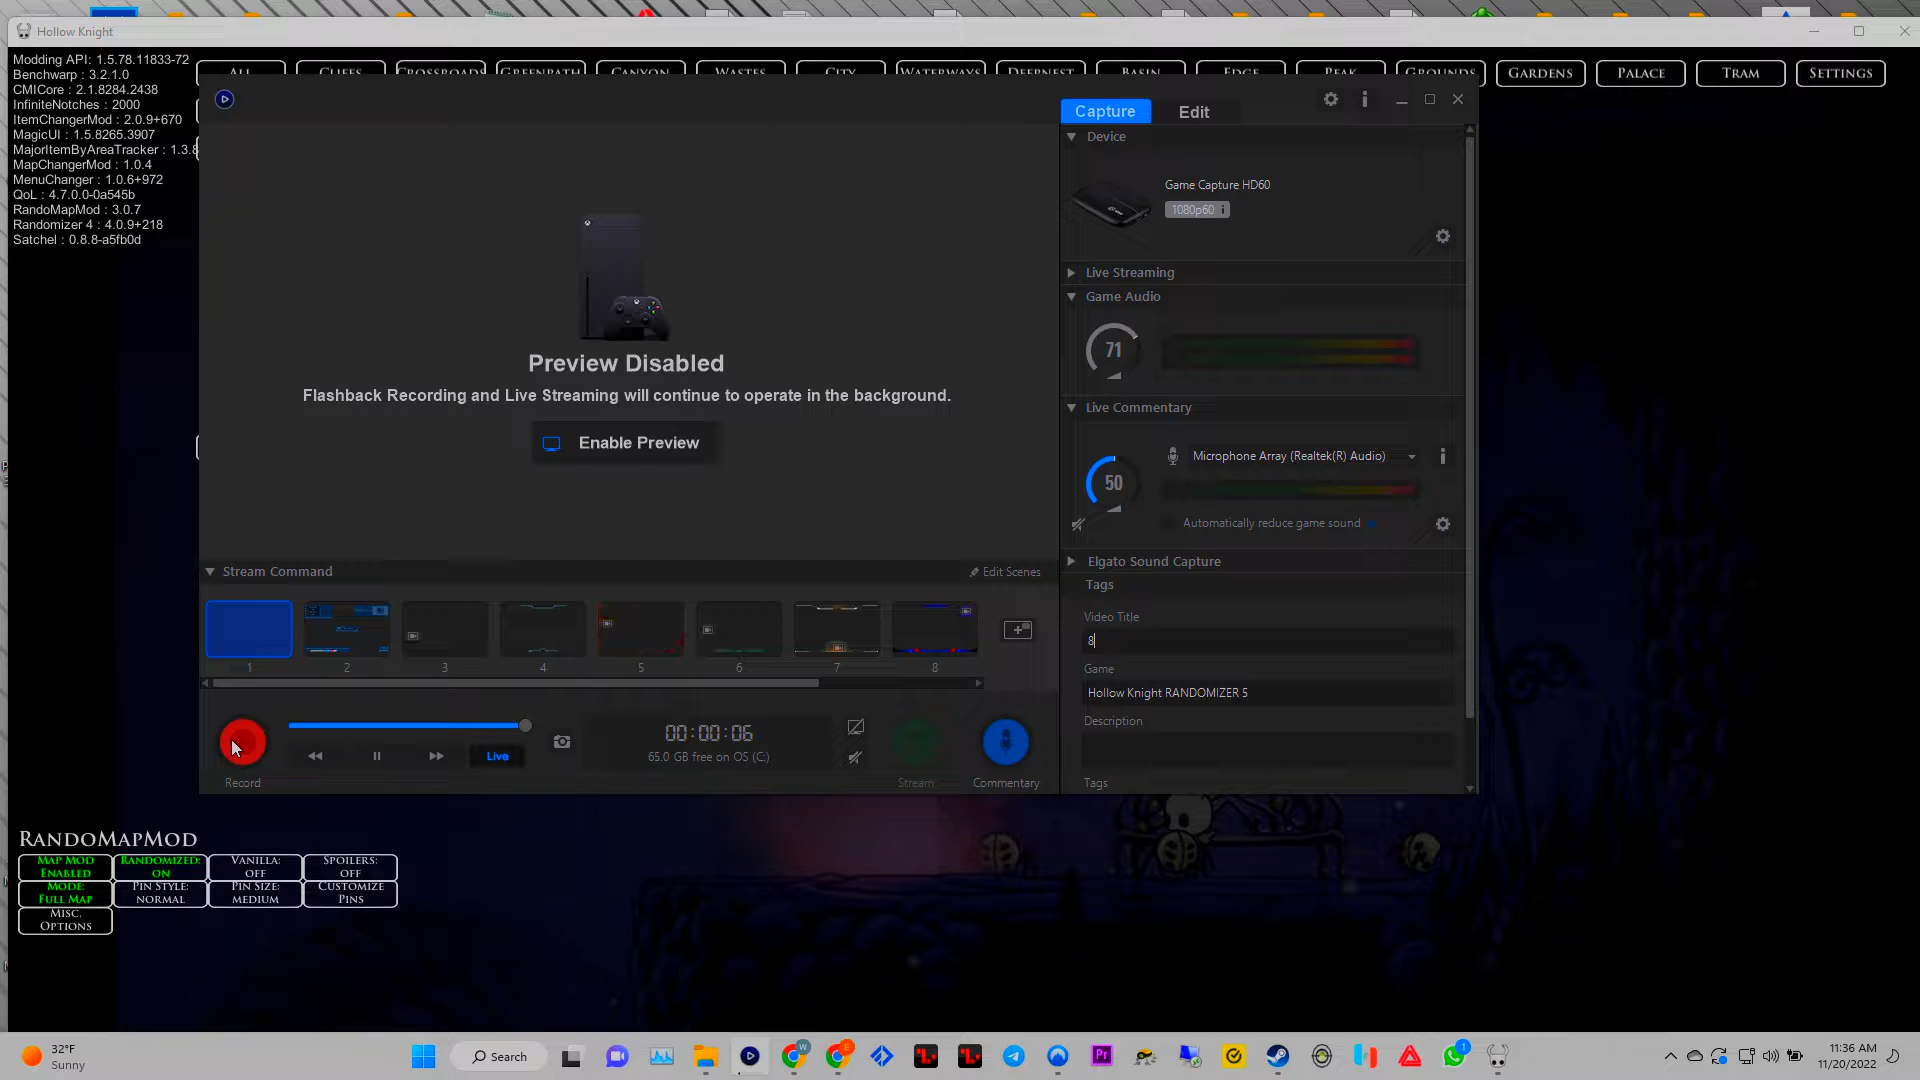 Hollow Knight
Modding API: 1.5.78.11833-72
Benchwarp : 3.2.1.0
CMICore : 2.1.8284.2438
InfiniteNotches : 2000
ItemChangerMod : 2.0.9+670
MagicUI : 1.5.8265.3907
MajorItemByAreaTracker : 1.3.8
MapChangerMod : 1.0.4
MenuChanger : 1.0.6+972
QoL : 4.7.0.0-0a545b
RandoMapMod : 3.0.7
Randomizer 4 : 4.0.9+218
Satchel : 0.8.8-a5fb0d
ALL CLIFFS CROSSROADS GREENPATH CANYON WASTES CITY WATERWAYS DEEPNEST BASIN EDGE PEAK GROUNDS GARDENS PALACE TRAM SETTINGS
Capture Edit
Device
Game Capture HD60
1080p60 i
Live Streaming
Game Audio
71
Preview Disabled
Flashback Recording and Live Streaming will continue to operate in the background.
Enable Preview
Live Commentary
Microphone Array (Realtek(R) Audio)
50
Automatically reduce game sound
Elgato Sound Capture
Stream Command
Edit Scenes
1 2 3 4 5 6 7 8
Tags
Video Title
8
Game
Hollow Knight RANDOMIZER 5
Description
Tags
00:00:06
65.0 GB free on OS (C:)
Live
Record
Stream
Commentary
RANDOMAPMOD
MAP MOD
ENABLED
RANDOMIZED:
ON
VANILLA:
OFF
SPOILERS:
OFF
MODE:
FULL MAP
PIN STYLE:
NORMAL
PIN SIZE:
MEDIUM
CUSTOMIZE
PINS
MISC.
OPTIONS
32°F
Sunny
Search
W
E
Pr
1
11:36 AM
11/20/2022